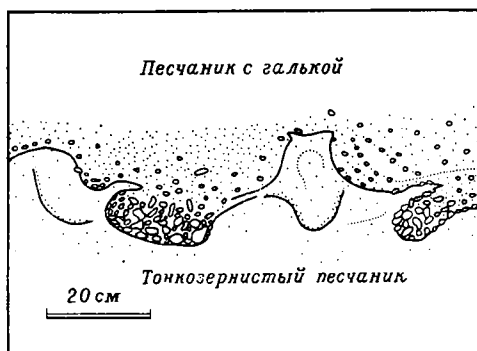 Песчаник с галькой
Тонкозернистый песчаник
20 см